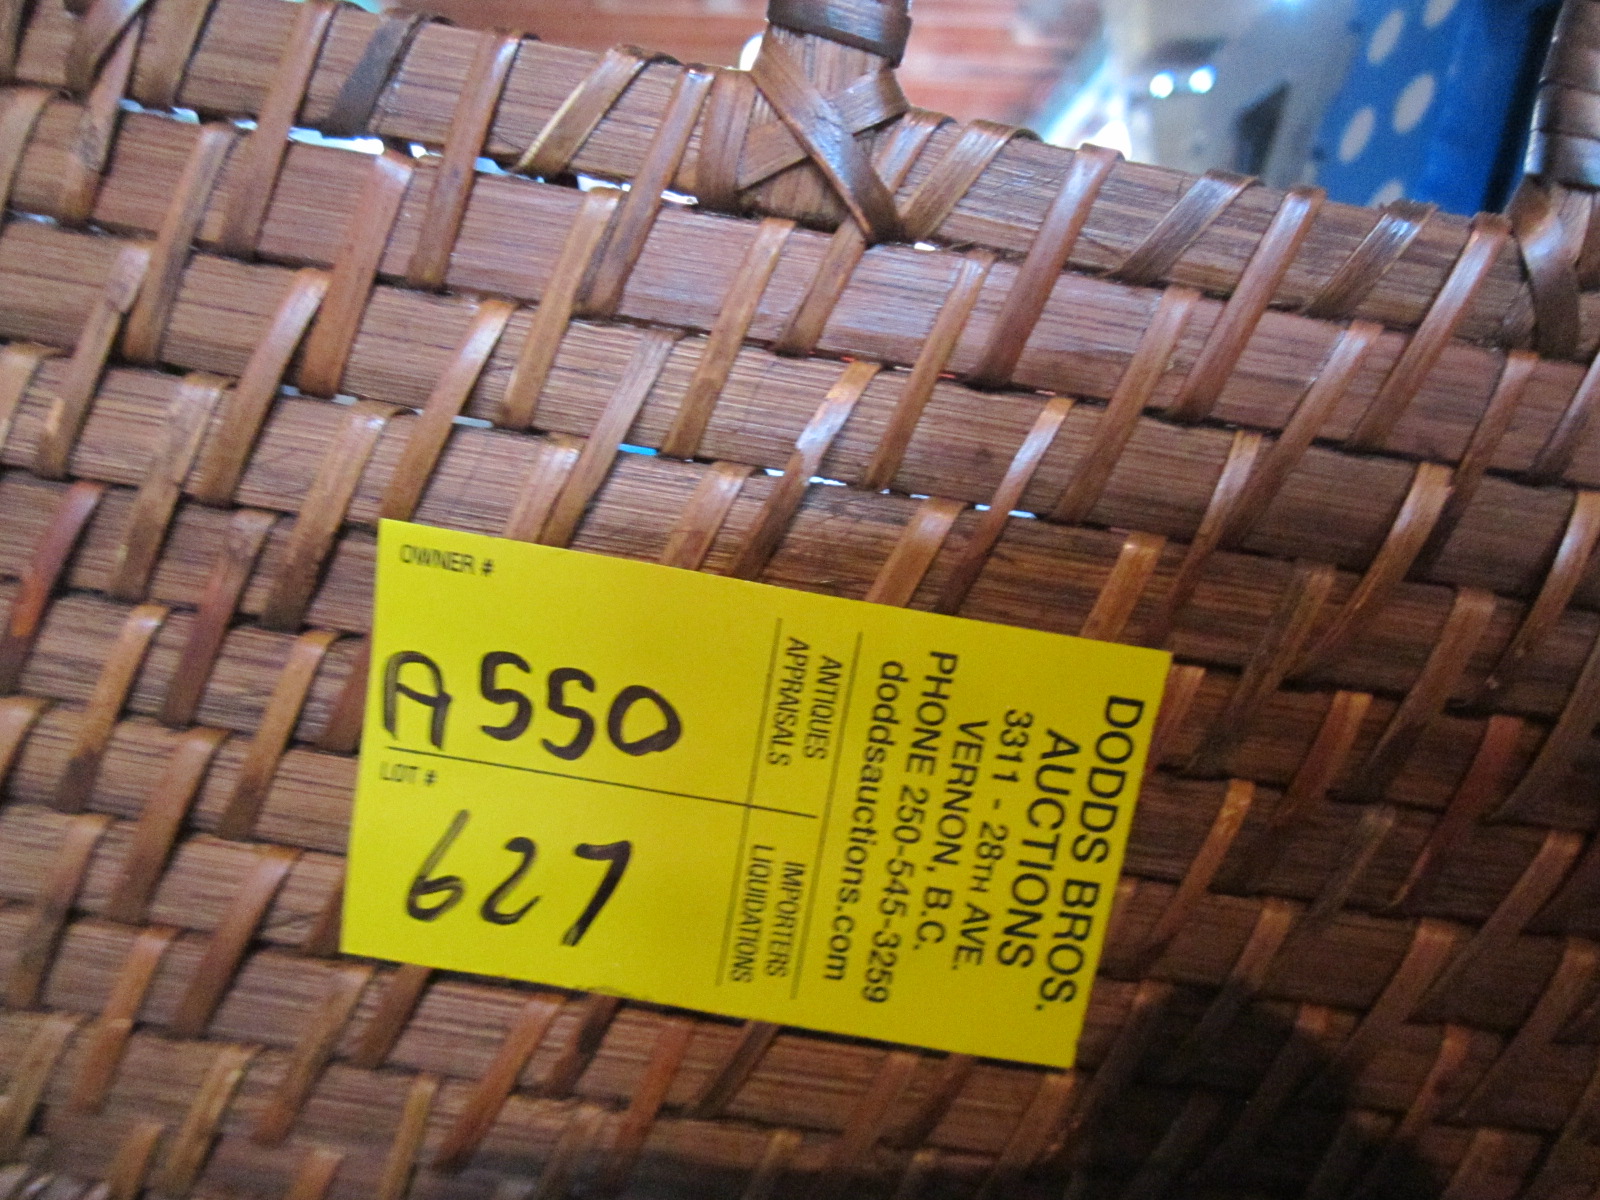 OWNER #
A550
LOT #
627
DODDS BROS.
AUCTIONS
3311 - 28TH AVE.
VERNON, B.C.
PHONE 250-545-3259
doddsauctions.com
ANTIQUES
APPRAISALS
IMPORTERS
LIQUIDATIONS